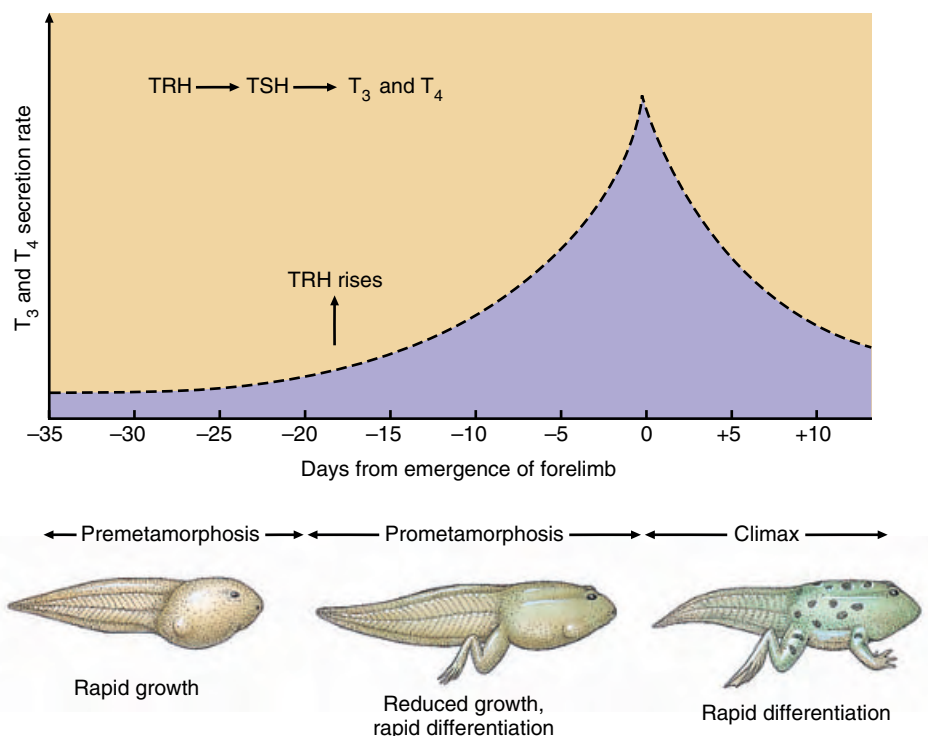 TRH → TSH → T₃ and T₄
T₃ and T₄ secretion rate
TRH rises
–35 –30 –25 –20 –15 –10 –5 0 +5 +10
Days from emergence of forelimb
Premetamorphosis Prometamorphosis Climax
Rapid growth
Reduced growth,
rapid differentiation
Rapid differentiation